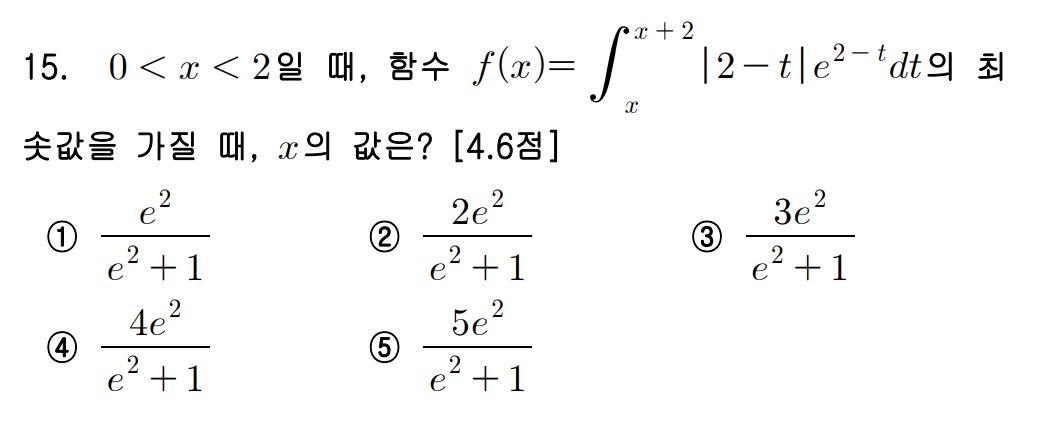 15. $0<x<2$일 때, 함수 $f(x)=\int_{x}^{x+2}|2-t|e^{2-t}dt$의 최
솟값을 가질 때, $x$의 값은? [4.6점]
① $\frac{e^2}{e^2+1}$ ② $\frac{2e^2}{e^2+1}$ ③ $\frac{3e^2}{e^2+1}$
④ $\frac{4e^2}{e^2+1}$ ⑤ $\frac{5e^2}{e^2+1}$